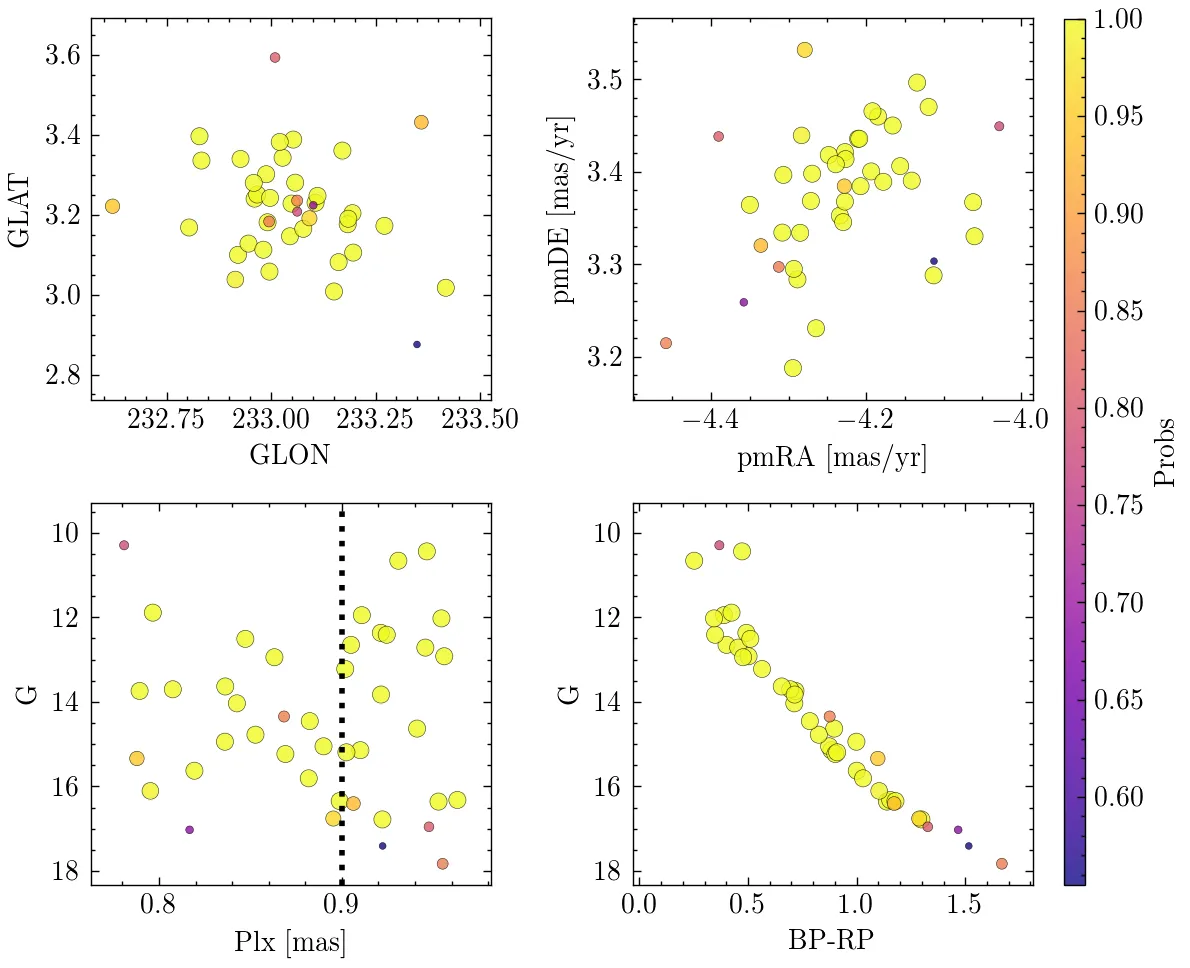 3.6
3.4
3.2
3.0
2.8
GLAT
232.75 233.00 233.25 233.50
GLON
3.5
3.4
3.3
3.2
pmDE [mas/yr]
−4.4 −4.2 −4.0
pmRA [mas/yr]
10
12
14
16
18
G
0.8 0.9
Plx [mas]
10
12
14
16
18
G
0.0 0.5 1.0 1.5
BP-RP
1.00
0.95
0.90
0.85
0.80
0.75
0.70
0.65
0.60
Probs